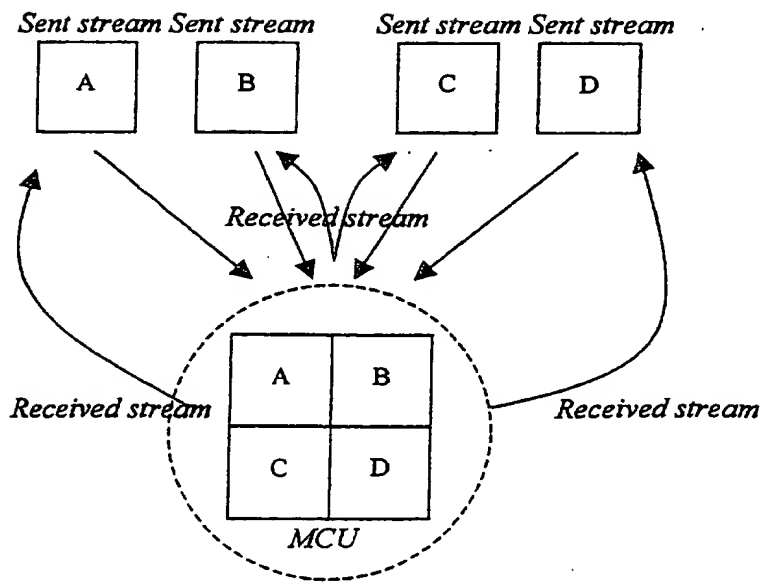 Sent stream Sent stream Sent stream Sent stream
A B C D
Received stream
A B
Received stream Received stream
C D
MCU